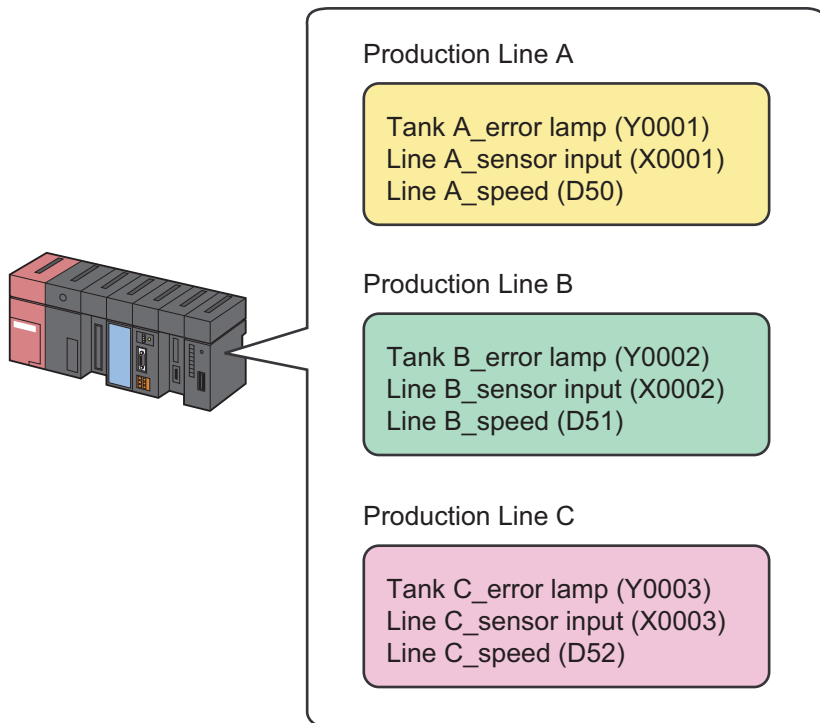 Production Line A
Tank A_error lamp (Y0001)
Line A_sensor input (X0001)
Line A_speed (D50)
Production Line B
Tank B_error lamp (Y0002)
Line B_sensor input (X0002)
Line B_speed (D51)
Production Line C
Tank C_error lamp (Y0003)
Line C_sensor input (X0003)
Line C_speed (D52)